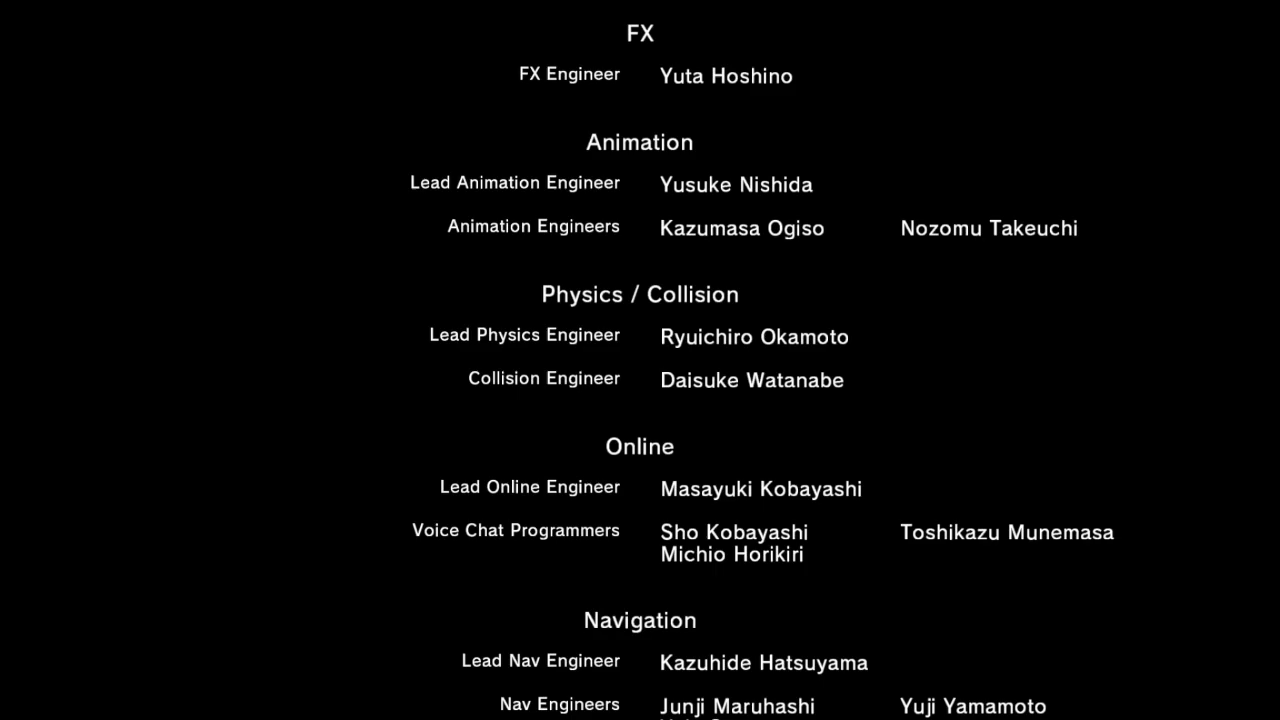 FX
FX Engineer Yuta Hoshino
Animation
Lead Animation Engineer Yusuke Nishida
Animation Engineers Kazumasa Ogiso Nozomu Takeuchi
Physics / Collision
Lead Physics Engineer Ryuichiro Okamoto
Collision Engineer Daisuke Watanabe
Online
Lead Online Engineer Masayuki Kobayashi
Voice Chat Programmers Sho Kobayashi Toshikazu Munemasa
Michio Horikiri
Navigation
Lead Nav Engineer Kazuhide Hatsuyama
Nav Engineers Junji Maruhashi Yuji Yamamoto